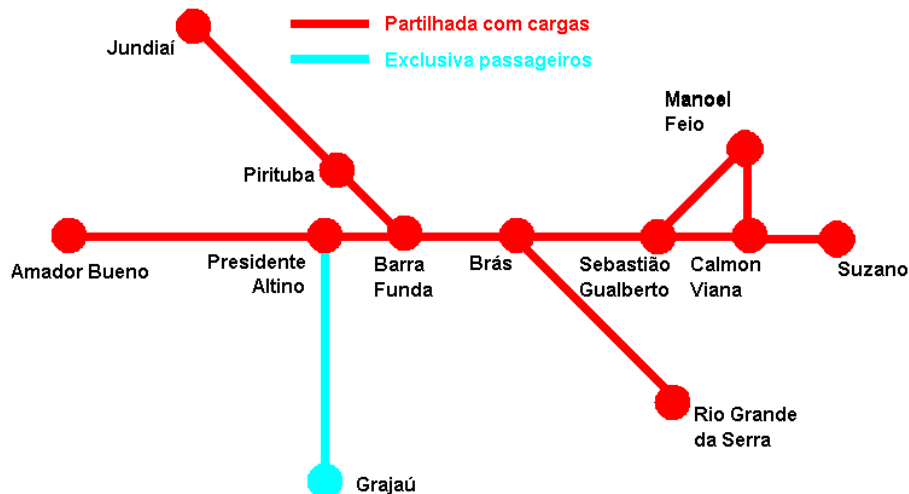 Partilhada com cargas
Jundiaí
Exclusiva passageiros
Manoel
Feio
Pirituba
Amador Bueno
Presidente
Altino
Barra
Funda
Brás
Sebastião
Gualberto
Calmon
Viana
Suzano
Rio Grande
da Serra
Grajaú